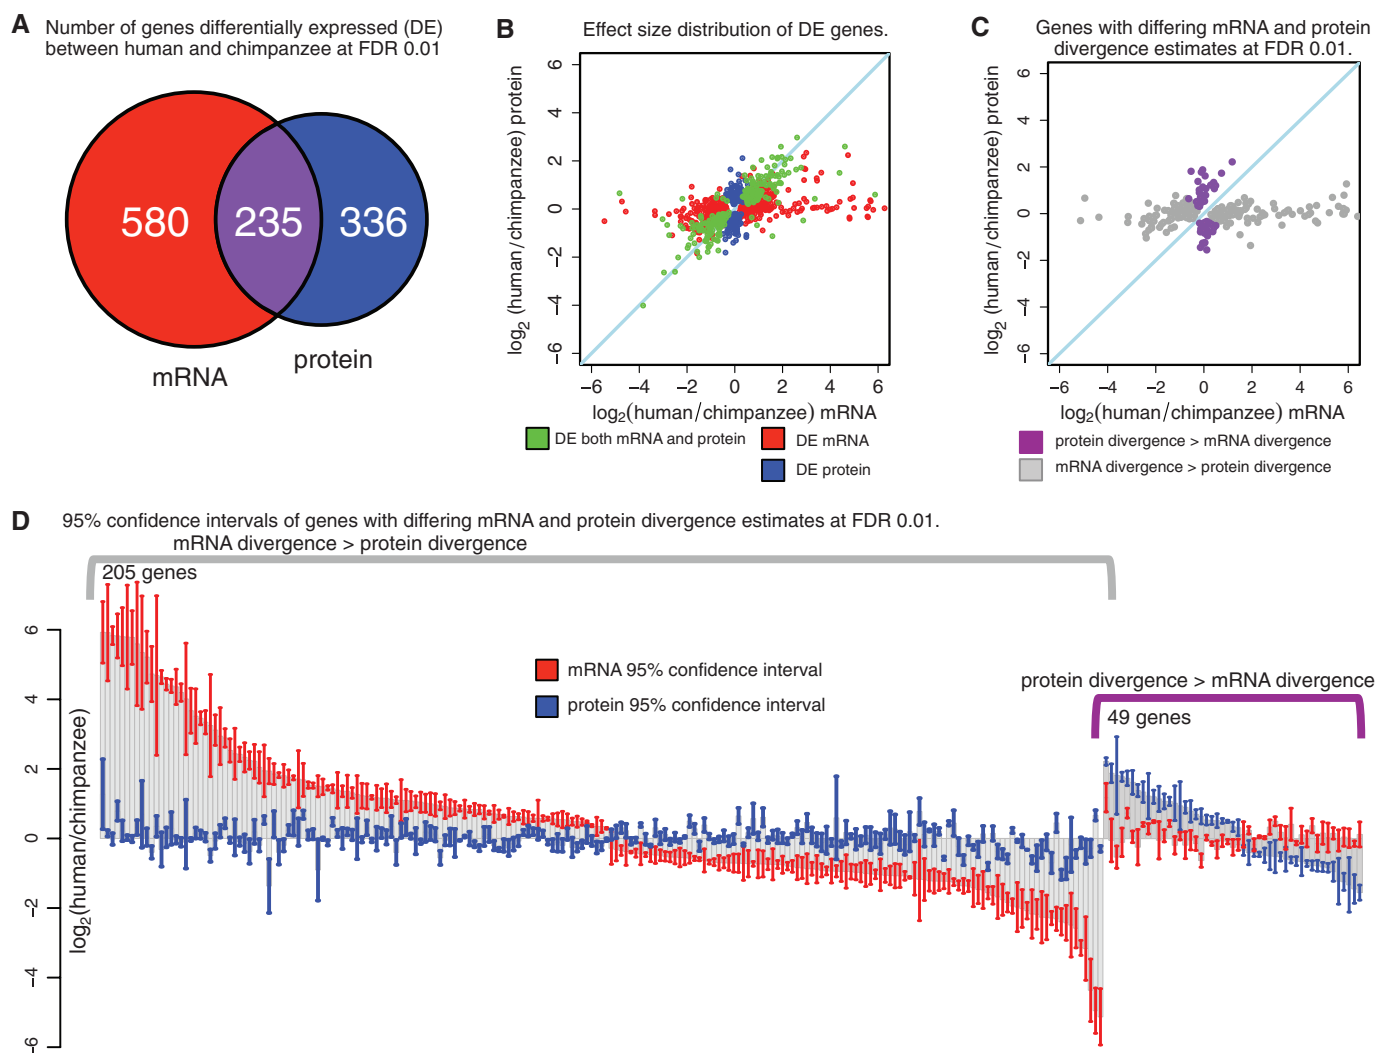 A
Number of genes differentially expressed (DE)
between human and chimpanzee at FDR 0.01
580
235
336
mRNA
protein
B
Effect size distribution of DE genes.
log2 (human/chimpanzee) protein
6
4
2
0
−2
−4
−6
−6 −4 −2 0 2 4 6
log2(human/chimpanzee) mRNA
DE both mRNA and protein
DE mRNA
DE protein
C
Genes with differing mRNA and protein
divergence estimates at FDR 0.01.
log2 (human/chimpanzee) protein
6
4
2
0
−2
−4
−6
−6 −4 −2 0 2 4 6
log2(human/chimpanzee) mRNA
protein divergence > mRNA divergence
mRNA divergence > protein divergence
D
95% confidence intervals of genes with differing mRNA and protein divergence estimates at FDR 0.01.
mRNA divergence > protein divergence
205 genes
mRNA 95% confidence interval
protein 95% confidence interval
protein divergence > mRNA divergence
49 genes
log2(human/chimpanzee)
6
4
2
0
−2
−4
−6